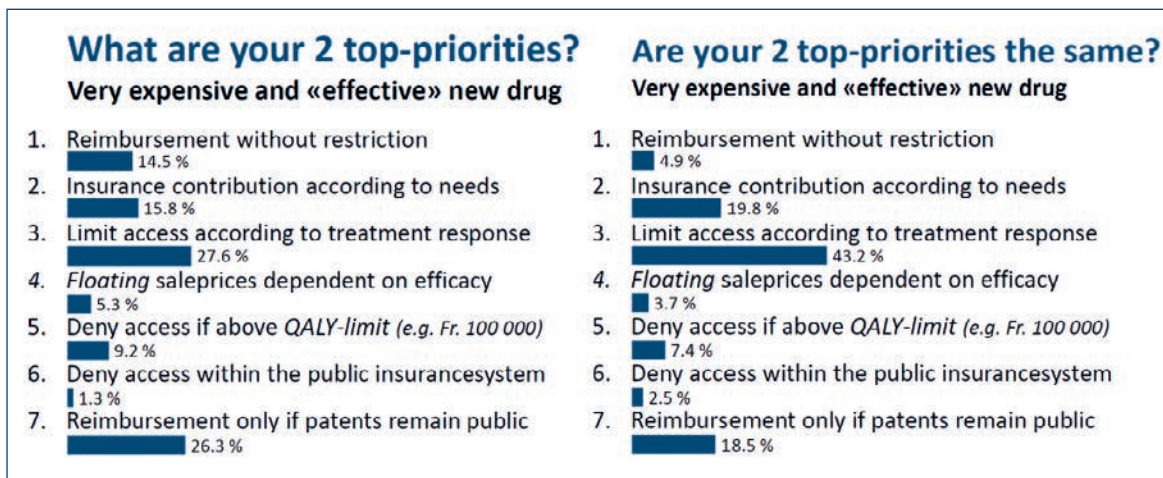 What are your 2 top-priorities?
Very expensive and «effective» new drug
1. Reimbursement without restriction
14.5 %
2. Insurance contribution according to needs
15.8 %
3. Limit access according to treatment response
27.6 %
4. Floating saleprices dependent on efficacy
5.3 %
5. Deny access if above QALY-limit (e.g. Fr. 100 000)
9.2 %
6. Deny access within the public insurancesystem
1.3 %
7. Reimbursement only if patents remain public
26.3 %
Are your 2 top-priorities the same?
Very expensive and «effective» new drug
1. Reimbursement without restriction
4.9 %
2. Insurance contribution according to needs
19.8 %
3. Limit access according to treatment response
43.2 %
4. Floating saleprices dependent on efficacy
3.7 %
5. Deny access if above QALY-limit (e.g. Fr. 100 000)
7.4 %
6. Deny access within the public insurancesystem
2.5 %
7. Reimbursement only if patents remain public
18.5 %